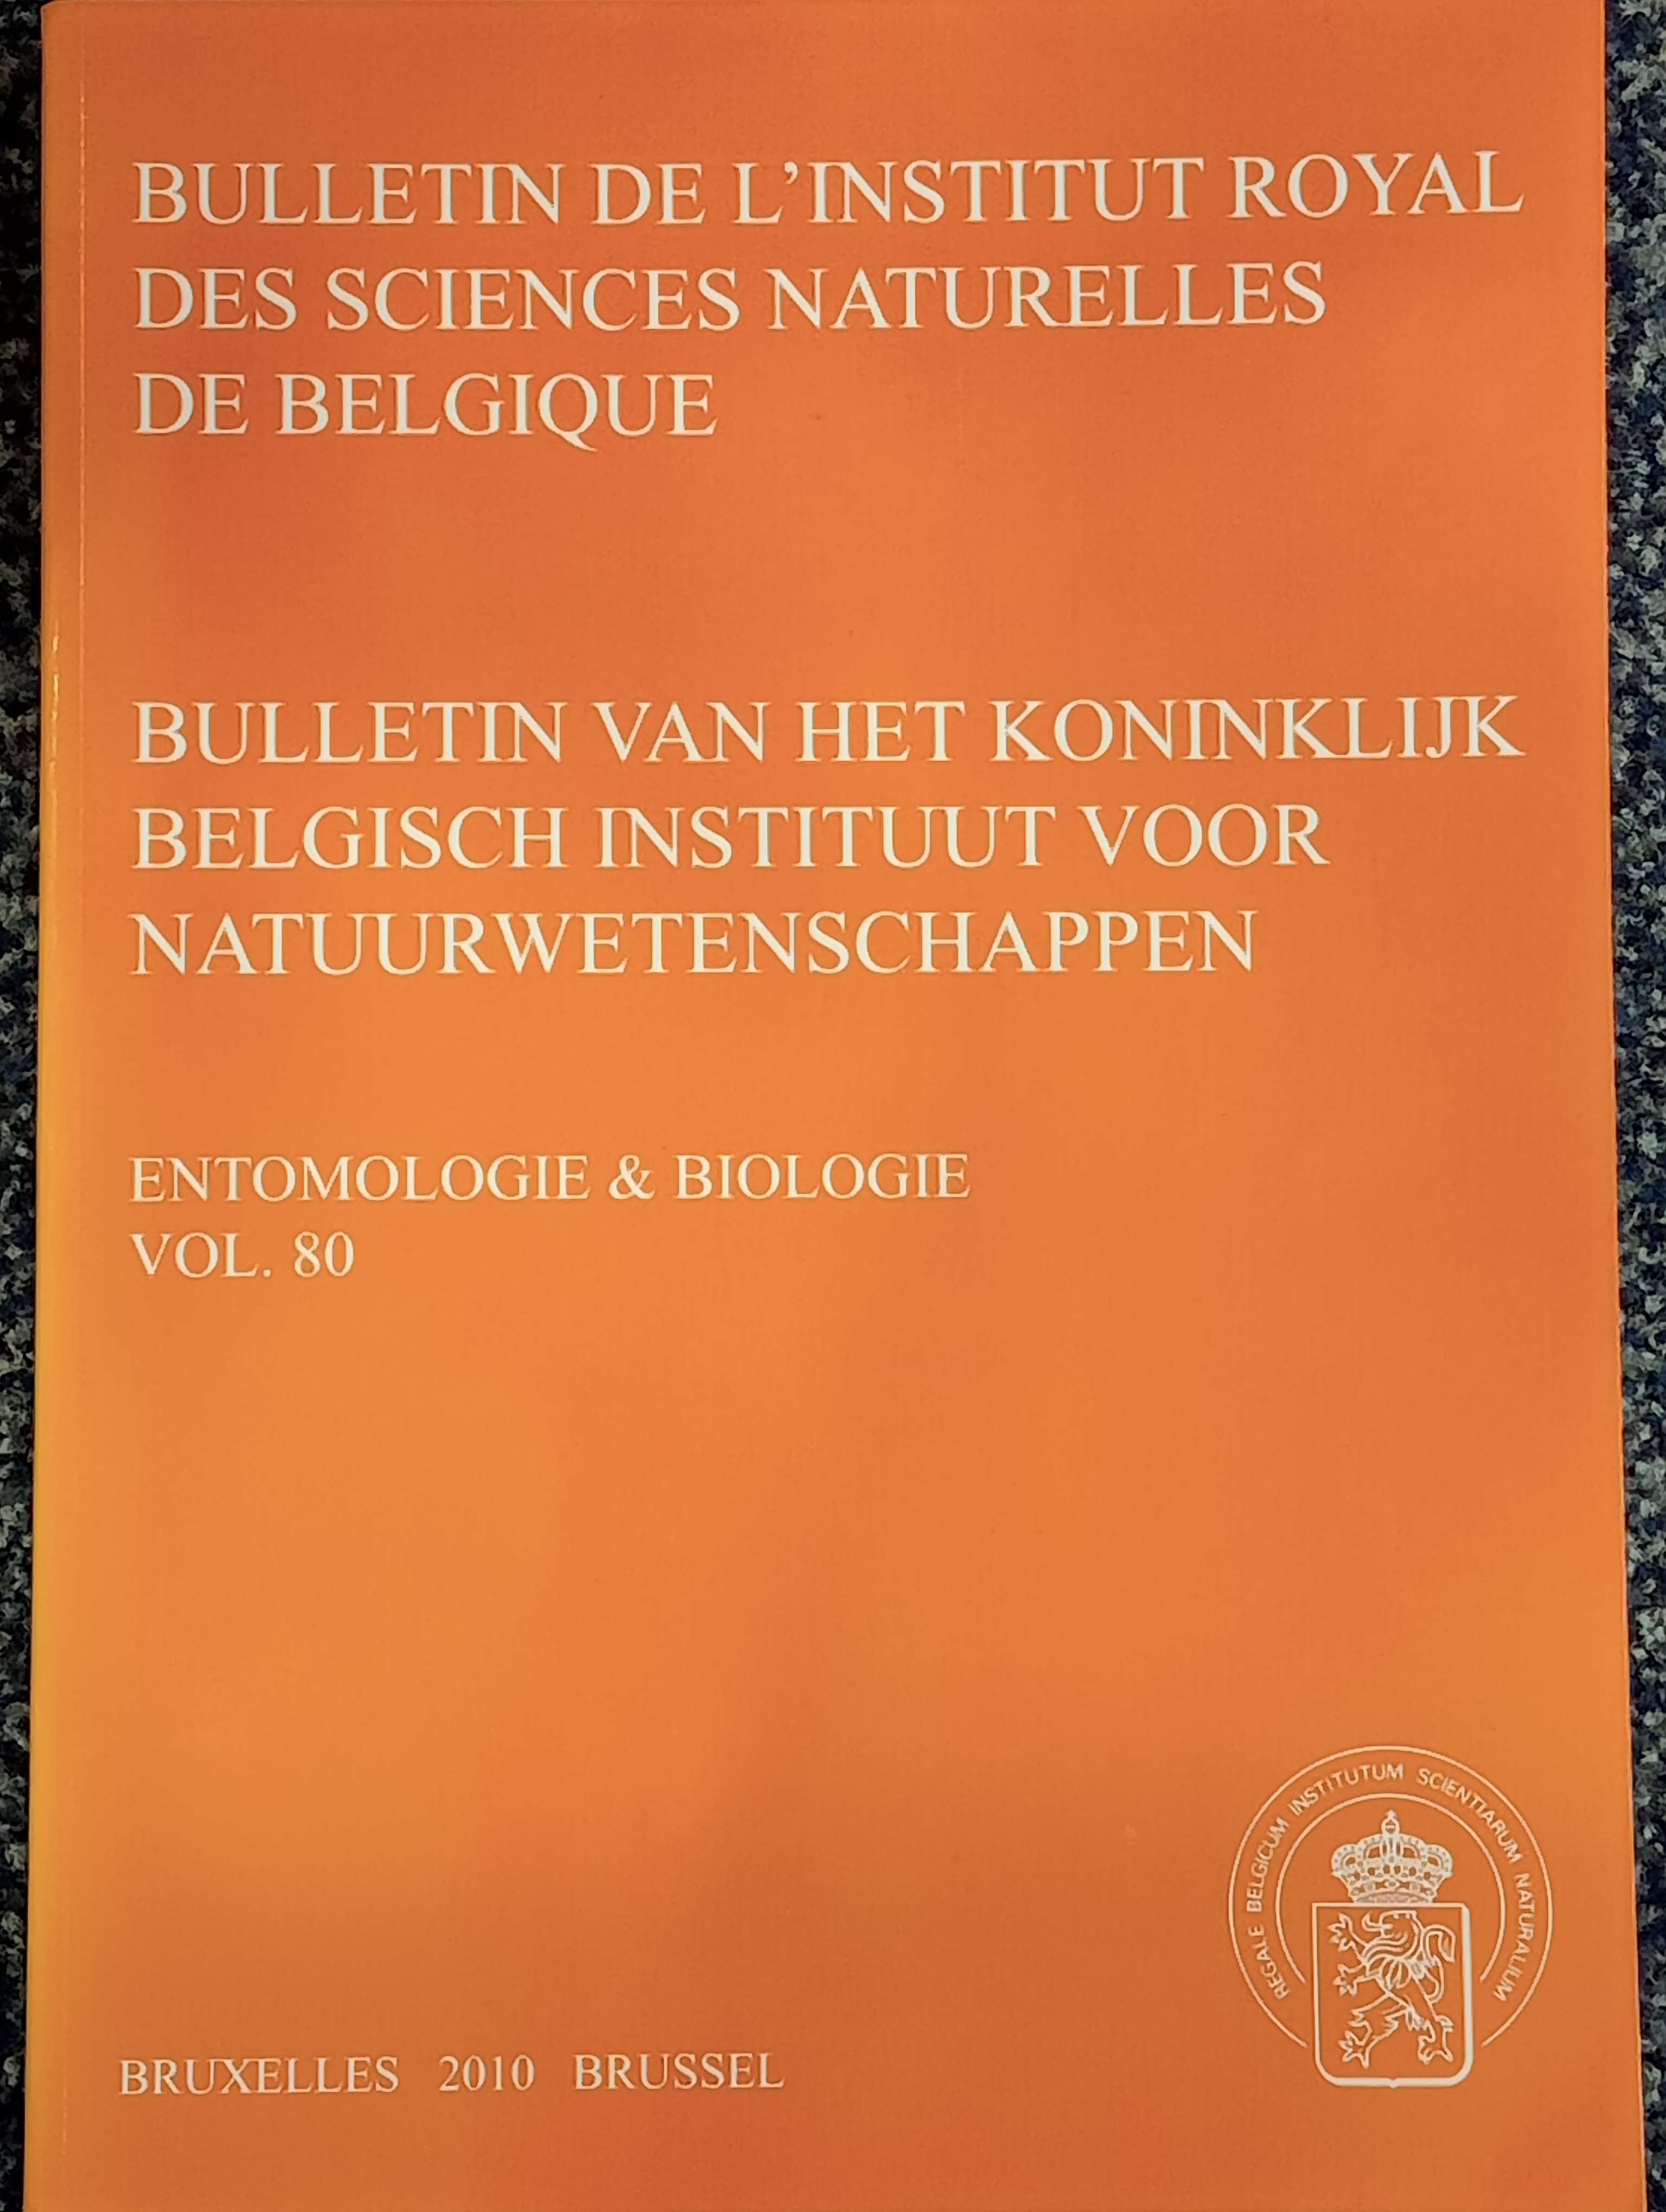 BULLETIN DE L'INSTITUT ROYAL
DES SCIENCES NATURELLES
DE BELGIQUE
BULLETIN VAN HET KONINKLIJK
BELGISCH INSTITUUT VOOR
NATUURWETENSCHAPPEN
ENTOMOLOGIE & BIOLOGIE
VOL. 80
REGALE BELGICUM INSTITUTUM SCIENTIARUM NATURALIUM
BRUXELLES 2010 BRUSSEL